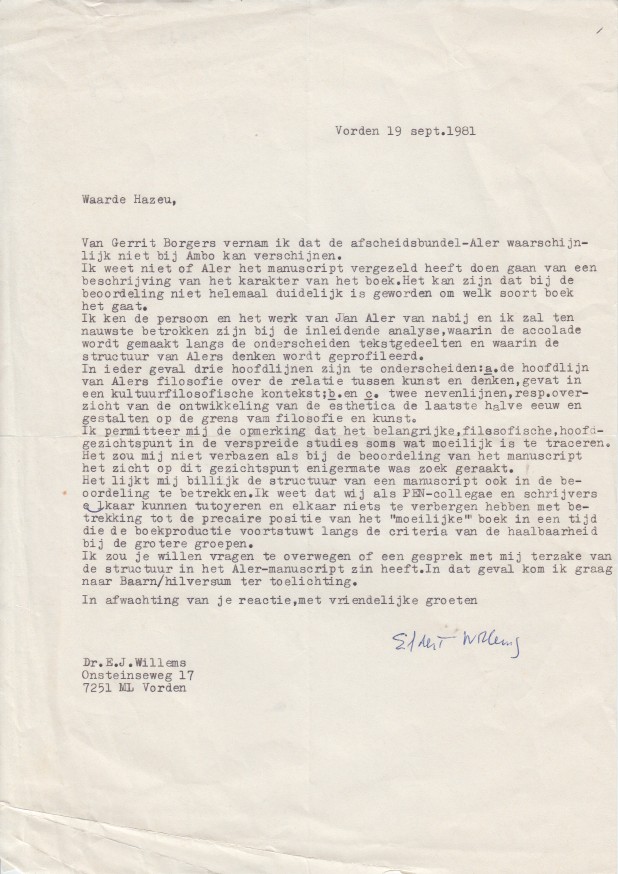 Vorden 19 sept.1981
Waarde Hazeu,
Van Gerrit Borgers vernam ik dat de afscheidsbundel-Aler waarschijn-
lijk niet bij Ambo kan verschijnen.
Ik weet niet of Aler het manuscript vergezeld heeft doen gaan van een
beschrijving van het karakter van het boek.Het kan zijn dat bij de
beoordeling niet helemaal duidelijk is geworden om welk soort boek
het gaat.
Ik ken de persoon en het werk van Jan Aler van nabij en ik zal ten
nauwste betrokken zijn bij de inleidende analyse,waarin de accolade
wordt gemaakt langs de onderscheiden tekstgedeelten en waarin de
structuur van Alers denken wordt geprofileerd.
In ieder geval drie hoofdlijnen zijn te onderscheiden:a.de hoofdlijn
van Alers filosofie over de relatie tussen kunst en denken,gevat in
een kultuurfilosofische kontekst;b.en c. twee nevenlijnen,resp.over-
zicht van de ontwikkeling van de esthetica de laatste halve eeuw en
gestalten op de grens vam filosofie en kunst.
Ik permitteer mij de opmerking dat het belangrijke,filosofische,hoofd-
gezichtspunt in de verspreide studies soms wat moeilijk is te traceren.
Het zou mij niet verbazen als bij de beoordeling van het manuscript
het zicht op dit gezichtspunt enigermate was zoek geraakt.
Het lijkt mij billijk de structuur van een manuscript ook in de be-
oordeling te betrekken.Ik weet dat wij als PEN-collegae en schrijvers
elkaar kunnen tutoyeren en elkaar niets te verbergen hebben met be-
trekking tot de precaire positie van het "moeilijke" boek in een tijd
die de boekproductie voortstuwt langs de criteria van de haalbaarheid
bij de grotere groepen.
Ik zou je willen vragen te overwegen of een gesprek met mij terzake van
de structuur in het Aler-manuscript zin heeft.In dat geval kom ik graag
naar Baarn/hilversum ter toelichting.
In afwachting van je reactie,met vriendelijke groeten
Eldert Willems
Dr.E.J.Willems
Onsteinseweg 17
7251 ML Vorden